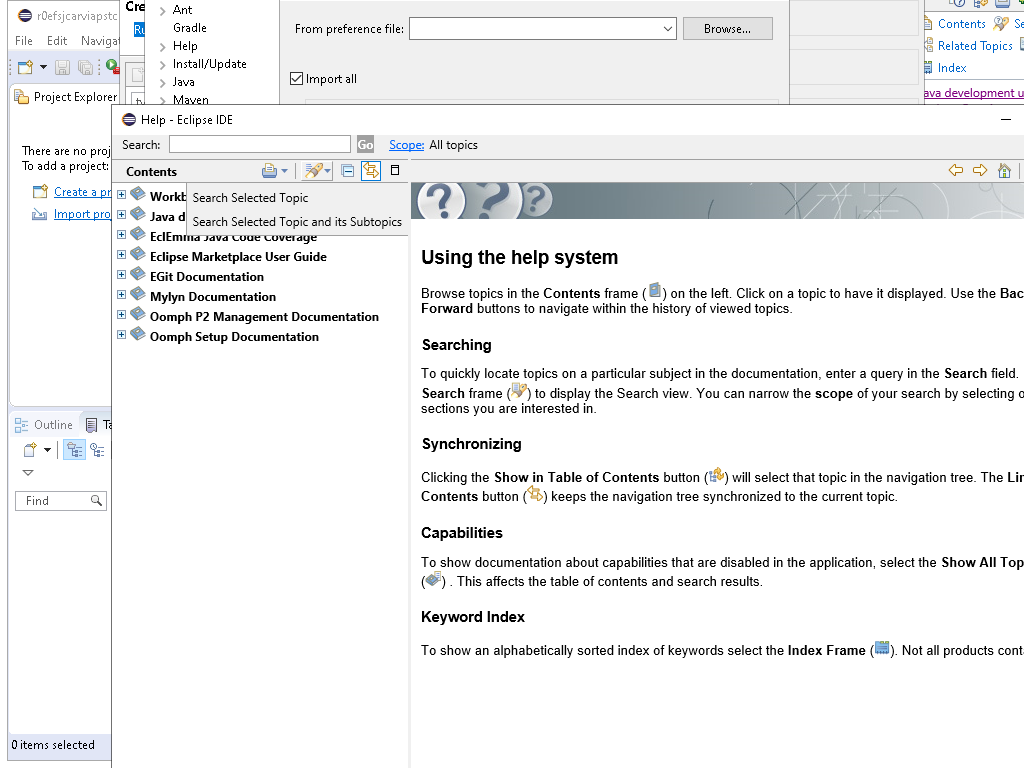 r0efsjcarviapstc
File Edit Navigat
Project Explorer
There are no proj
To add a project:
Create a pr
Import pro
Outline Ta
Find
0 items selected
Cre
Ru
ty
Ant
Gradle
Help
Install/Update
Java
Maven
From preference file:
Browse...
Import all
Contents Se
Related Topics
Index
ava development u
Help - Eclipse IDE
Search: Go Scope: All topics
Contents
Search Selected Topic
Search Selected Topic and its Subtopics
Workb
Java d
EclEmma Java Code Coverage
Eclipse Marketplace User Guide
EGit Documentation
Mylyn Documentation
Oomph P2 Management Documentation
Oomph Setup Documentation
Using the help system
Browse topics in the Contents frame ( ) on the left. Click on a topic to have it displayed. Use the Bac
Forward buttons to navigate within the history of viewed topics.
Searching
To quickly locate topics on a particular subject in the documentation, enter a query in the Search field.
Search frame ( ) to display the Search view. You can narrow the scope of your search by selecting o
sections you are interested in.
Synchronizing
Clicking the Show in Table of Contents button ( ) will select that topic in the navigation tree. The Lin
Contents button ( ) keeps the navigation tree synchronized to the current topic.
Capabilities
To show documentation about capabilities that are disabled in the application, select the Show All Top
( ) . This affects the table of contents and search results.
Keyword Index
To show an alphabetically sorted index of keywords select the Index Frame ( ). Not all products conta